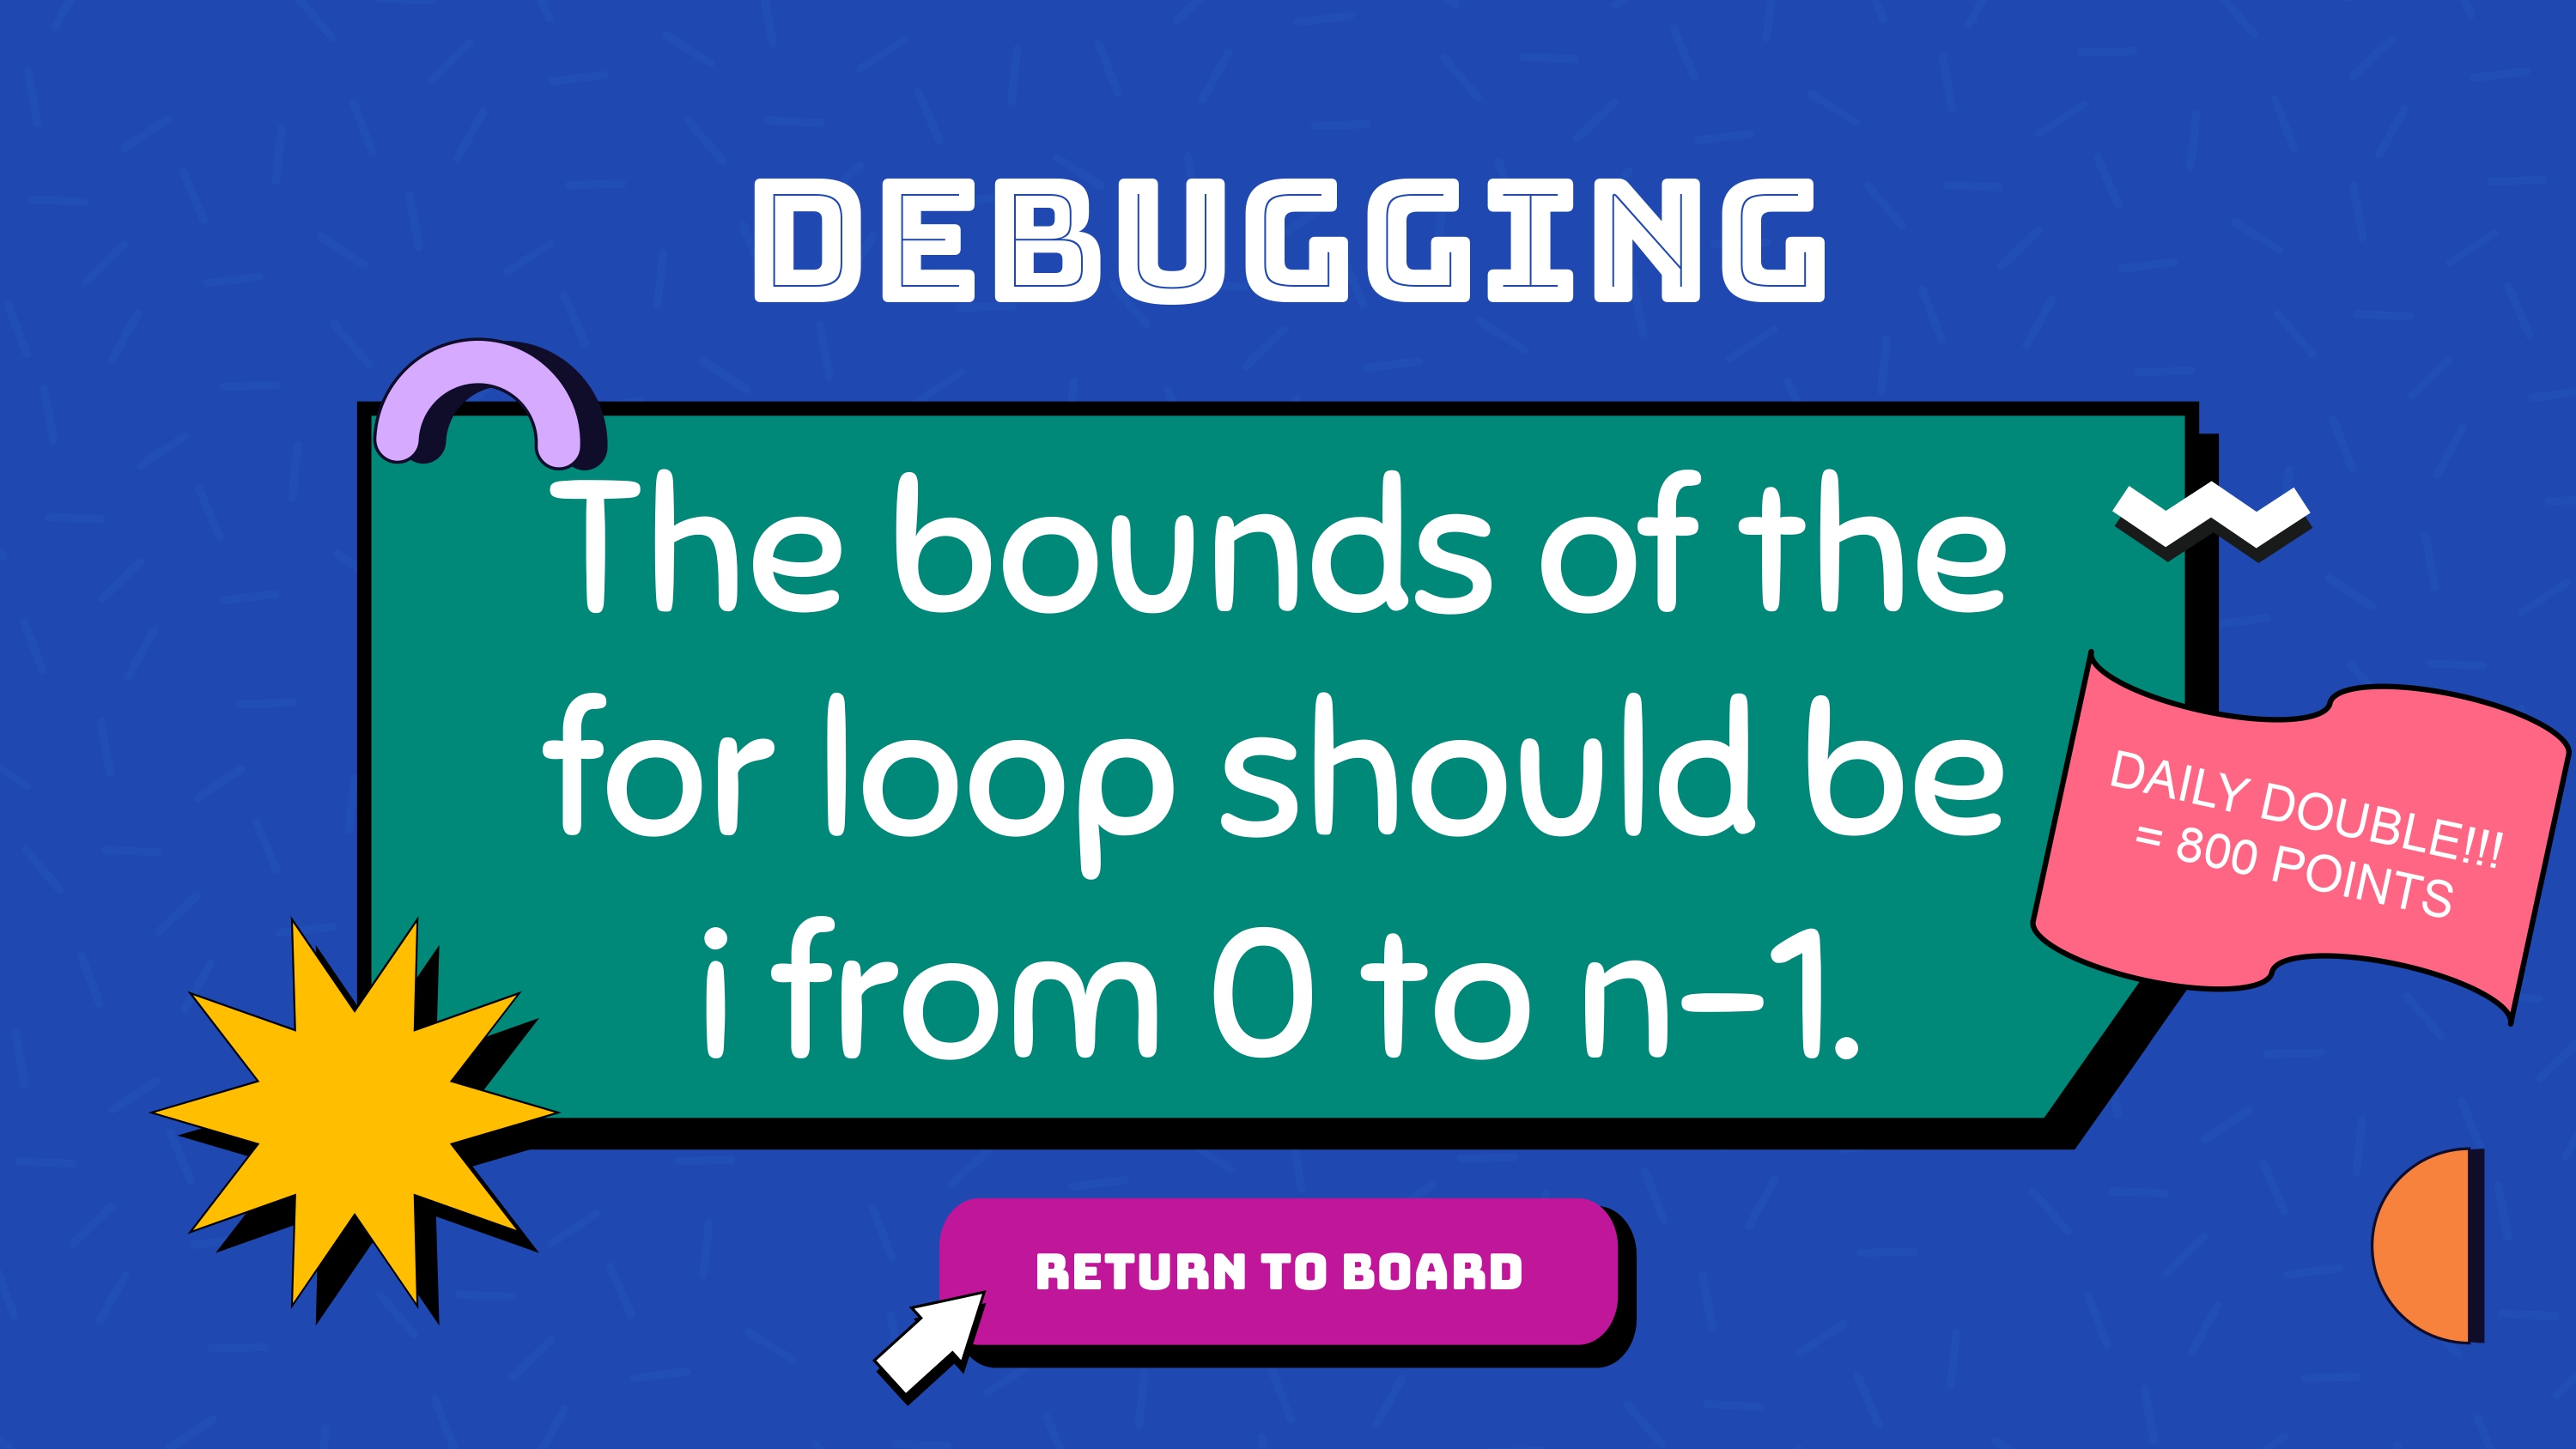 DEBUGGING
The bounds of the
for loop should be
i from 0 to n-1.
DAILY DOUBLE!!!
= 800 POINTS
RETURN TO BOARD